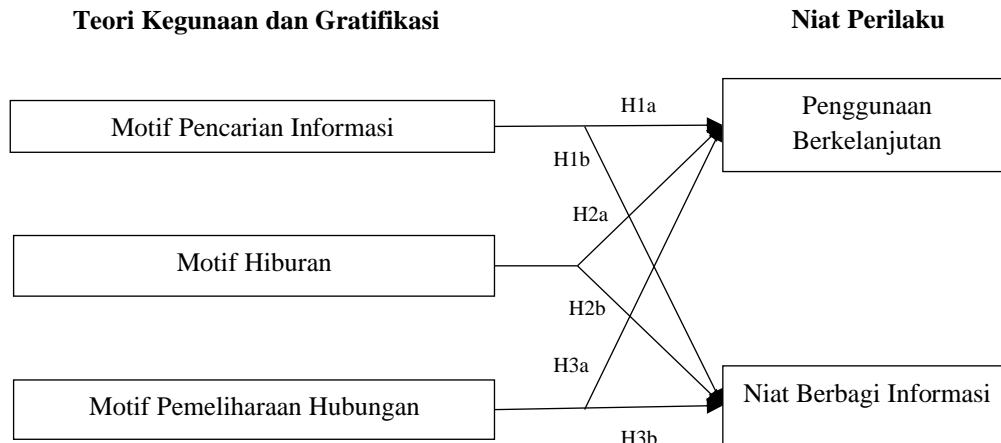 Teori Kegunaan dan Gratifikasi
Niat Perilaku
Motif Pencarian Informasi
H1a
Penggunaan
Berkelanjutan
H1b
H2a
Motif Hiburan
H2b
H3a
Motif Pemeliharaan Hubungan
Niat Berbagi Informasi
H3b